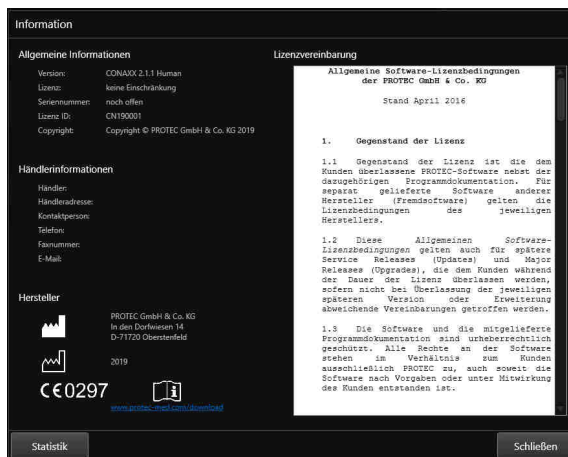 Information
Allgemeine Informationen
Version: CONAXX 2.1.1 Human
Lizenz: keine Einschränkung
Seriennummer: noch offen
Lizenz ID: CN190001
Copyright: Copyright © PROTEC GmbH & Co. KG 2019
Händlerinformationen
Händler:
Händleradresse:
Kontaktperson:
Telefon:
Faxnummer:
E-Mail:
Hersteller
PROTEC GmbH & Co. KG
In den Dorfwiesen 14
D-71720 Oberstenfeld
2019
CE0297
www.protec-med.com/download
Lizenzvereinbarung
Allgemeine Software-Lizenzbedingungen
der PROTEC GmbH & Co. KG
Stand April 2016
1. Gegenstand der Lizenz
1.1 Gegenstand der Lizenz ist die dem
Kunden überlassene PROTEC-Software nebst der
dazugehörigen Programmdokumentation. Für
separat gelieferte Software anderer
Hersteller (Fremdsoftware) gelten die
Lizenzbedingungen des jeweiligen
Herstellers.
1.2 Diese Allgemeinen Software-
Lizenzbedingungen gelten auch für spätere
Service Releases (Updates) und Major
Releases (Upgrades), die dem Kunden während
der Dauer der Lizenz überlassen werden,
sofern nicht bei Überlassung der jeweiligen
späteren Version oder Erweiterung
abweichende Vereinbarungen getroffen werden.
1.3 Die Software und die mitgelieferte
Programmdokumentation sind urheberrechtlich
geschützt. Alle Rechte an der Software
stehen im Verhältnis zum Kunden
ausschließlich PROTEC zu, auch soweit die
Software nach Vorgaben oder unter Mitwirkung
des Kunden entstanden ist.
Statistik
Schließen